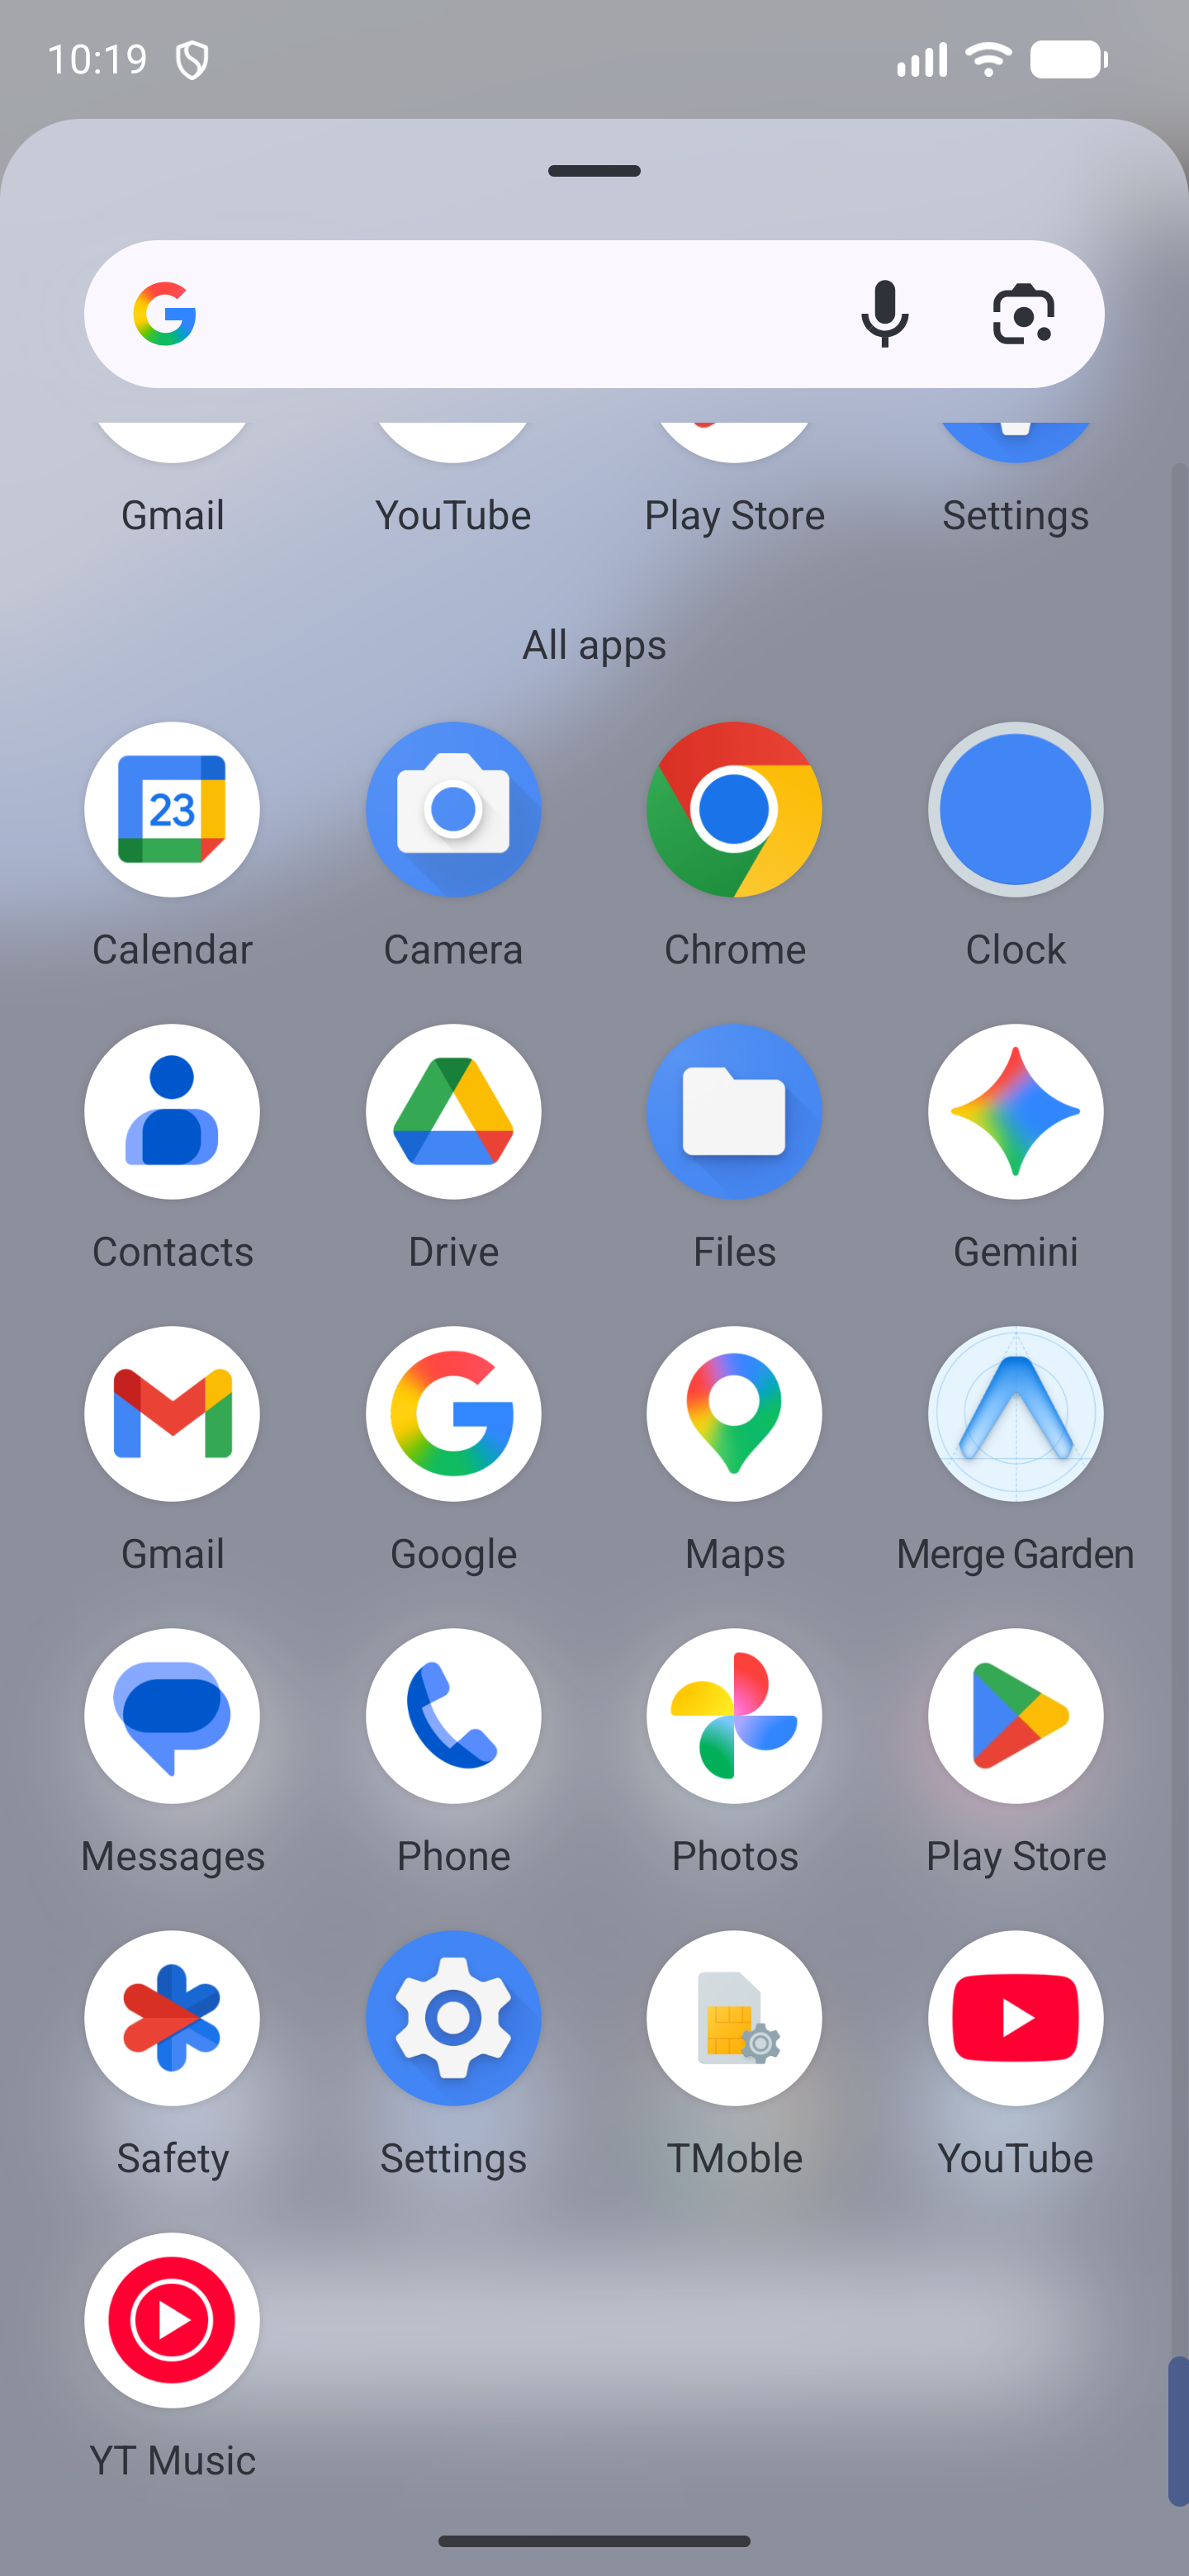 10:19
Gmail YouTube Play Store Settings
All apps
23
Calendar Camera Chrome Clock
Contacts Drive Files Gemini
Gmail Google Maps Merge Garden
Messages Phone Photos Play Store
Safety Settings TMoble YouTube
YT Music